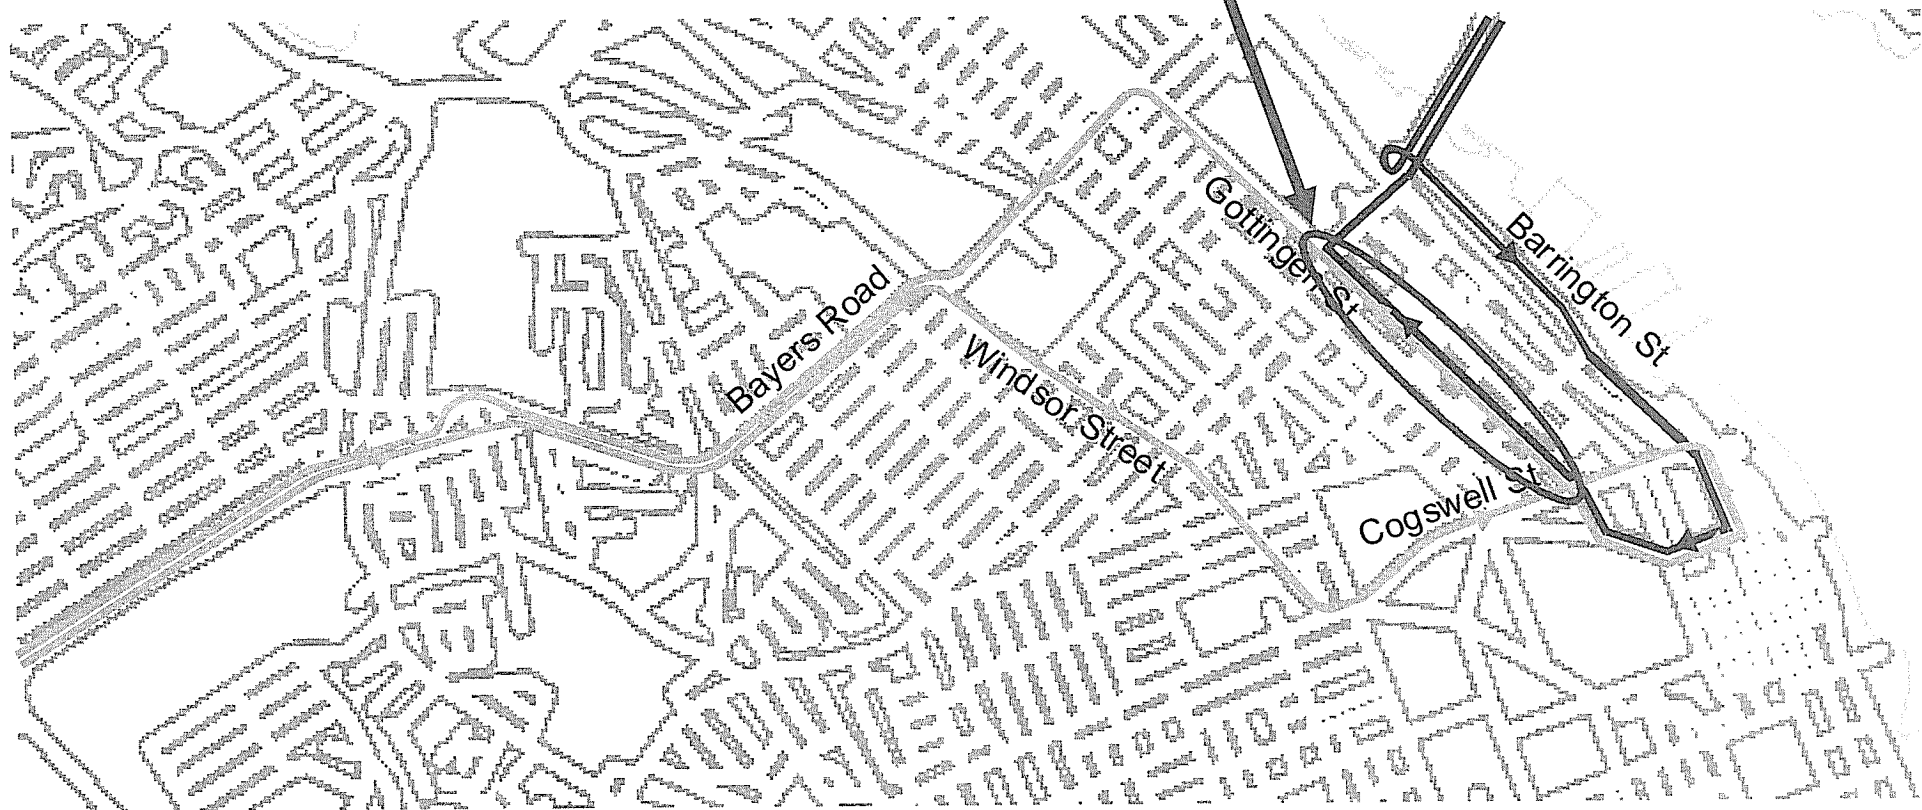 Gottingen St
Barrington St
Bayers Road
Windsor Street
Cogswell St